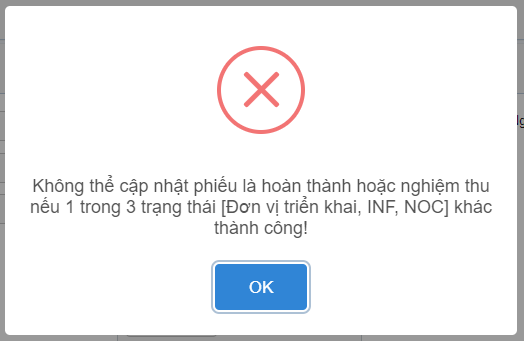 Không thể cập nhật phiếu là hoàn thành hoặc nghiệm thu
nếu 1 trong 3 trạng thái [Đơn vị triển khai, INF, NOC] khác
thành công!
OK